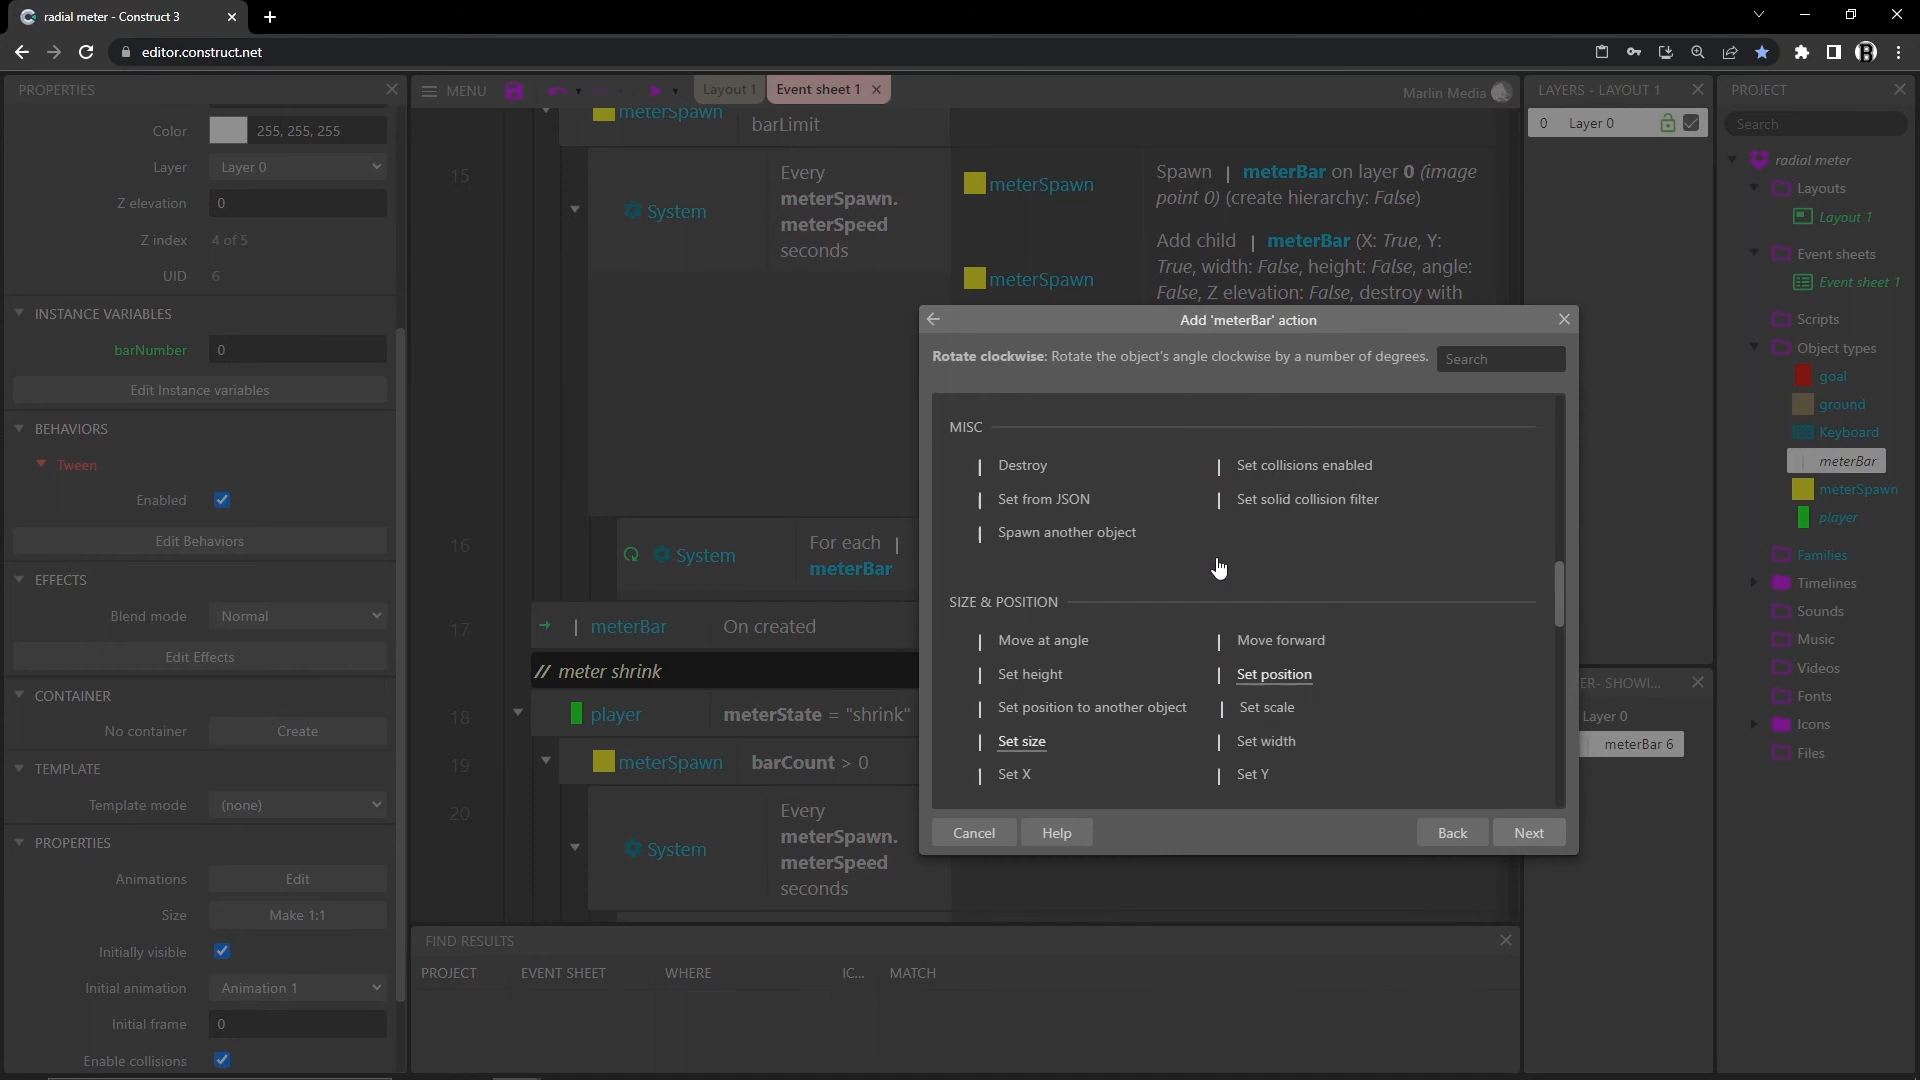 radial meter - Construct 3
editor.construct.net
PROPERTIES
Color
255, 255, 255
Layer
Layer 0
Z elevation
0
Z index
4 of 5
UID
6
INSTANCE VARIABLES
barNumber
0
Edit Instance variables
BEHAVIORS
Tween
Enabled
Edit Behaviors
EFFECTS
Blend mode
Normal
Edit Effects
CONTAINER
No container
Create
TEMPLATE
Template mode
(none)
PROPERTIES
Animations
Edit
Size
Make 1:1
Initially visible
Initial animation
Animation 1
Initial frame
0
Enable collisions
MENU
Layout 1
Event sheet 1
Marlin Media
meterSpawn
barLimit
15
System
Every
meterSpawn.
meterSpeed
seconds
meterSpawn
Spawn | meterBar on layer 0 (image
point 0) (create hierarchy: False)
meterSpawn
Add child | meterBar (X: True, Y:
True, width: False, height: False, angle:
False, Z elevation: False, destroy with
16
System
For each |
meterBar
17
meterBar
On created
// meter shrink
18
player
meterState = "shrink"
19
meterSpawn
barCount > 0
20
System
Every
meterSpawn.
meterSpeed
seconds
Add 'meterBar' action
Rotate clockwise: Rotate the object's angle clockwise by a number of degrees.
Search
MISC
Destroy
Set collisions enabled
Set from JSON
Set solid collision filter
Spawn another object
SIZE & POSITION
Move at angle
Move forward
Set height
Set position
Set position to another object
Set scale
Set size
Set width
Set X
Set Y
Cancel
Help
Back
Next
FIND RESULTS
PROJECT
EVENT SHEET
WHERE
IC...
MATCH
LAYERS - LAYOUT 1
0
Layer 0
ER- SHOWI...
Layer 0
meterBar 6
PROJECT
Search
radial meter
Layouts
Layout 1
Event sheets
Event sheet 1
Scripts
Object types
goal
ground
Keyboard
meterBar
meterSpawn
player
Families
Timelines
Sounds
Music
Videos
Fonts
Icons
Files